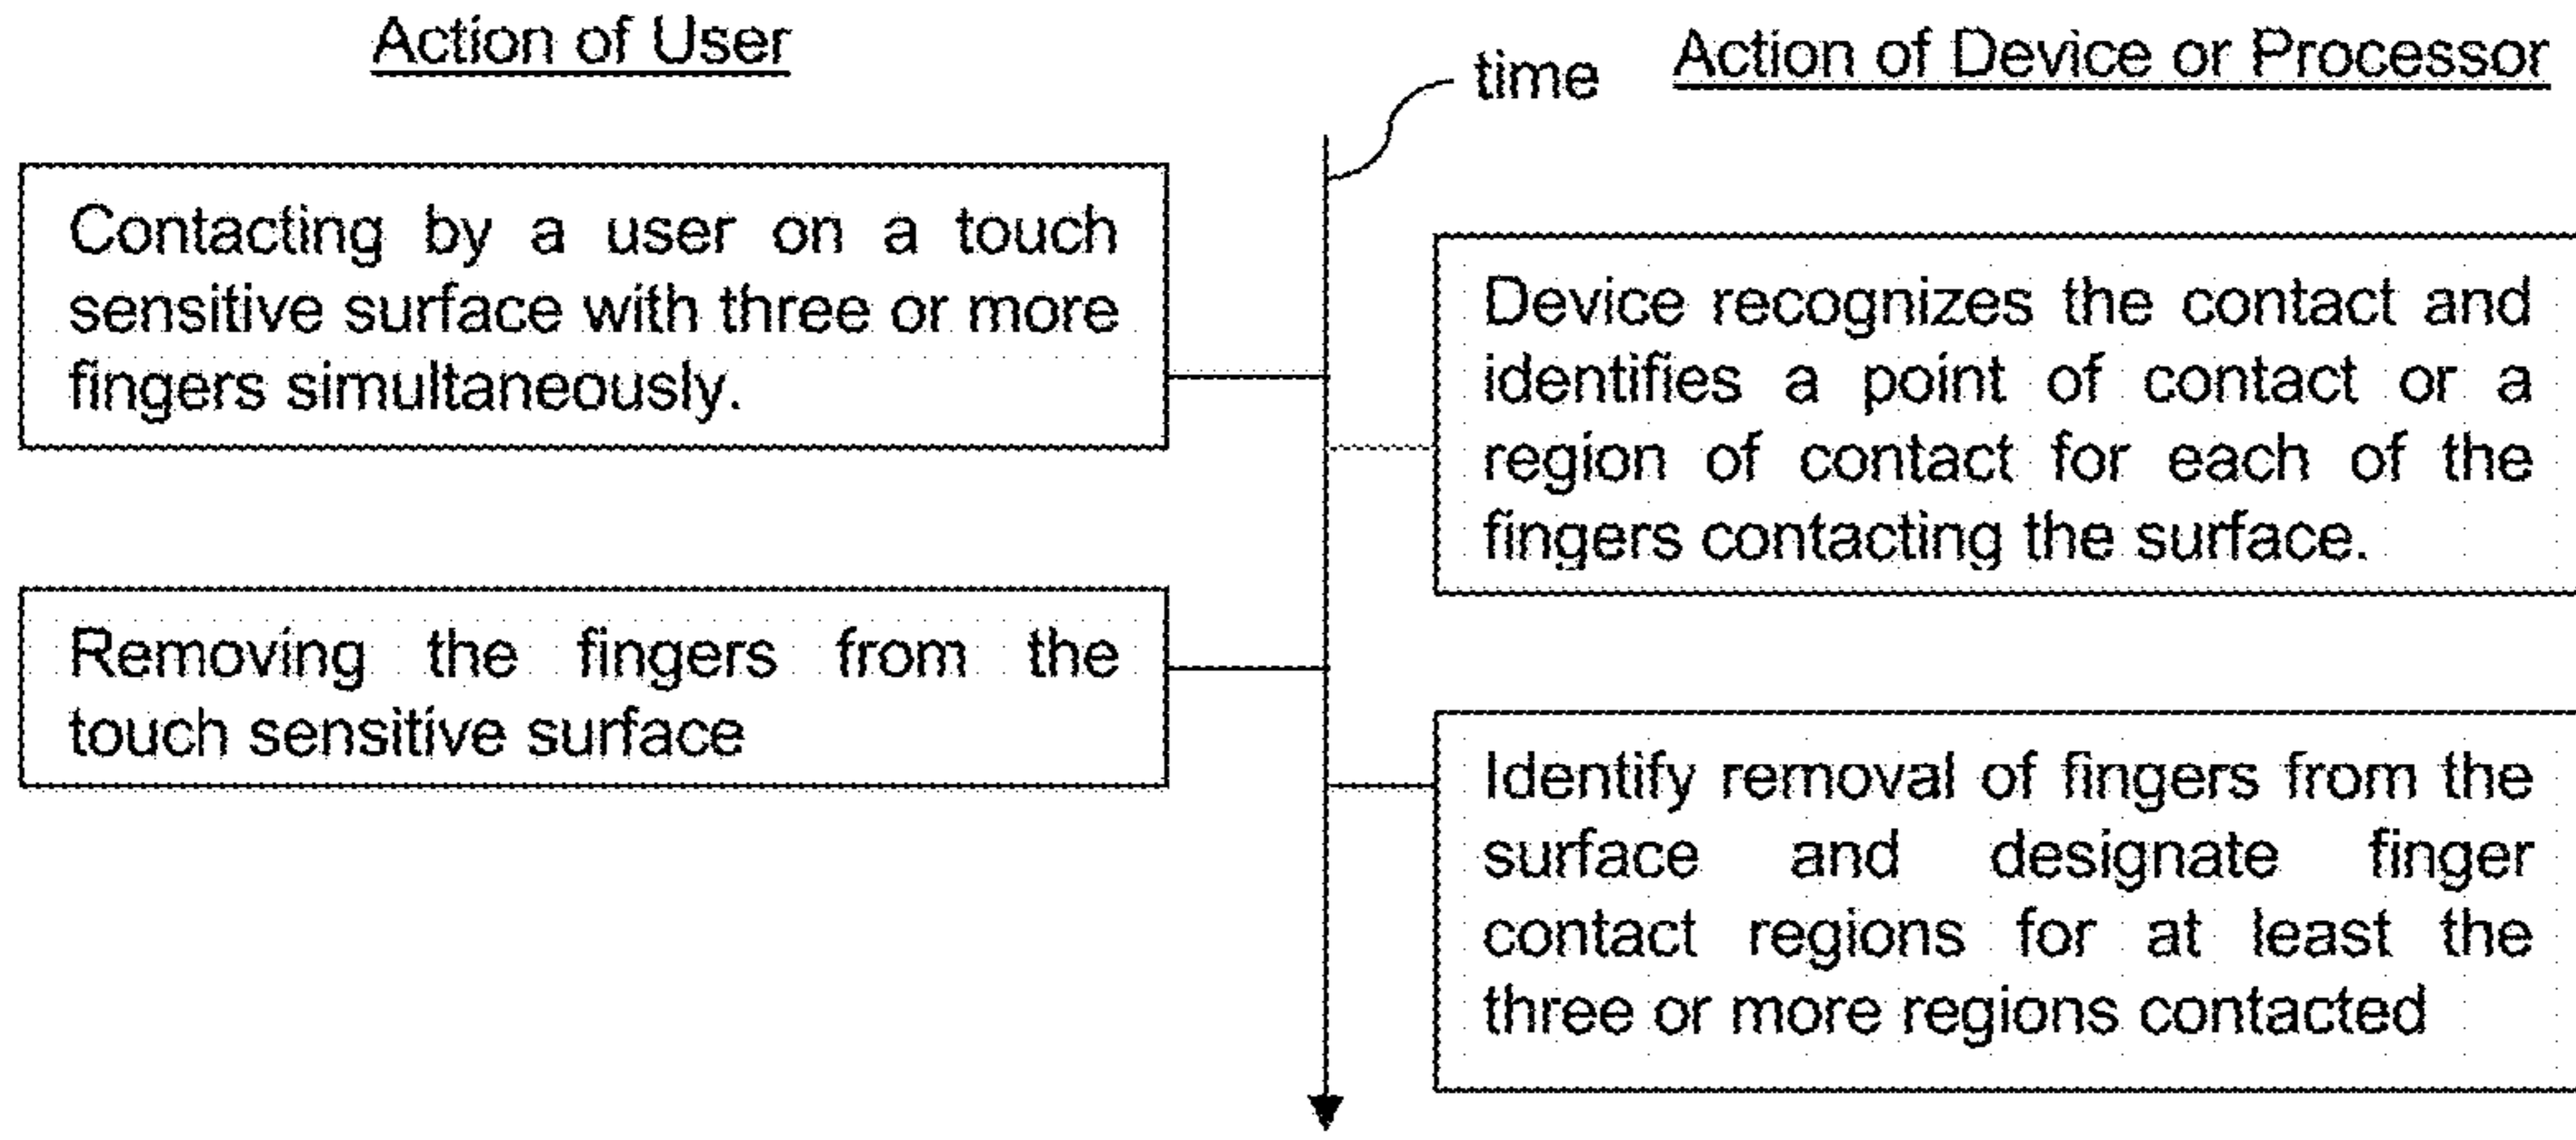 Action of User
time
Action of Device or Processor
Contacting by a user on a touch
sensitive surface with three or more
fingers simultaneously.
Device recognizes the contact and
identifies a point of contact or a
region of contact for each of the
fingers contacting the surface.
Removing the fingers from the
touch sensitive surface
Identify removal of fingers from the
surface and designate finger
contact regions for at least the
three or more regions contacted